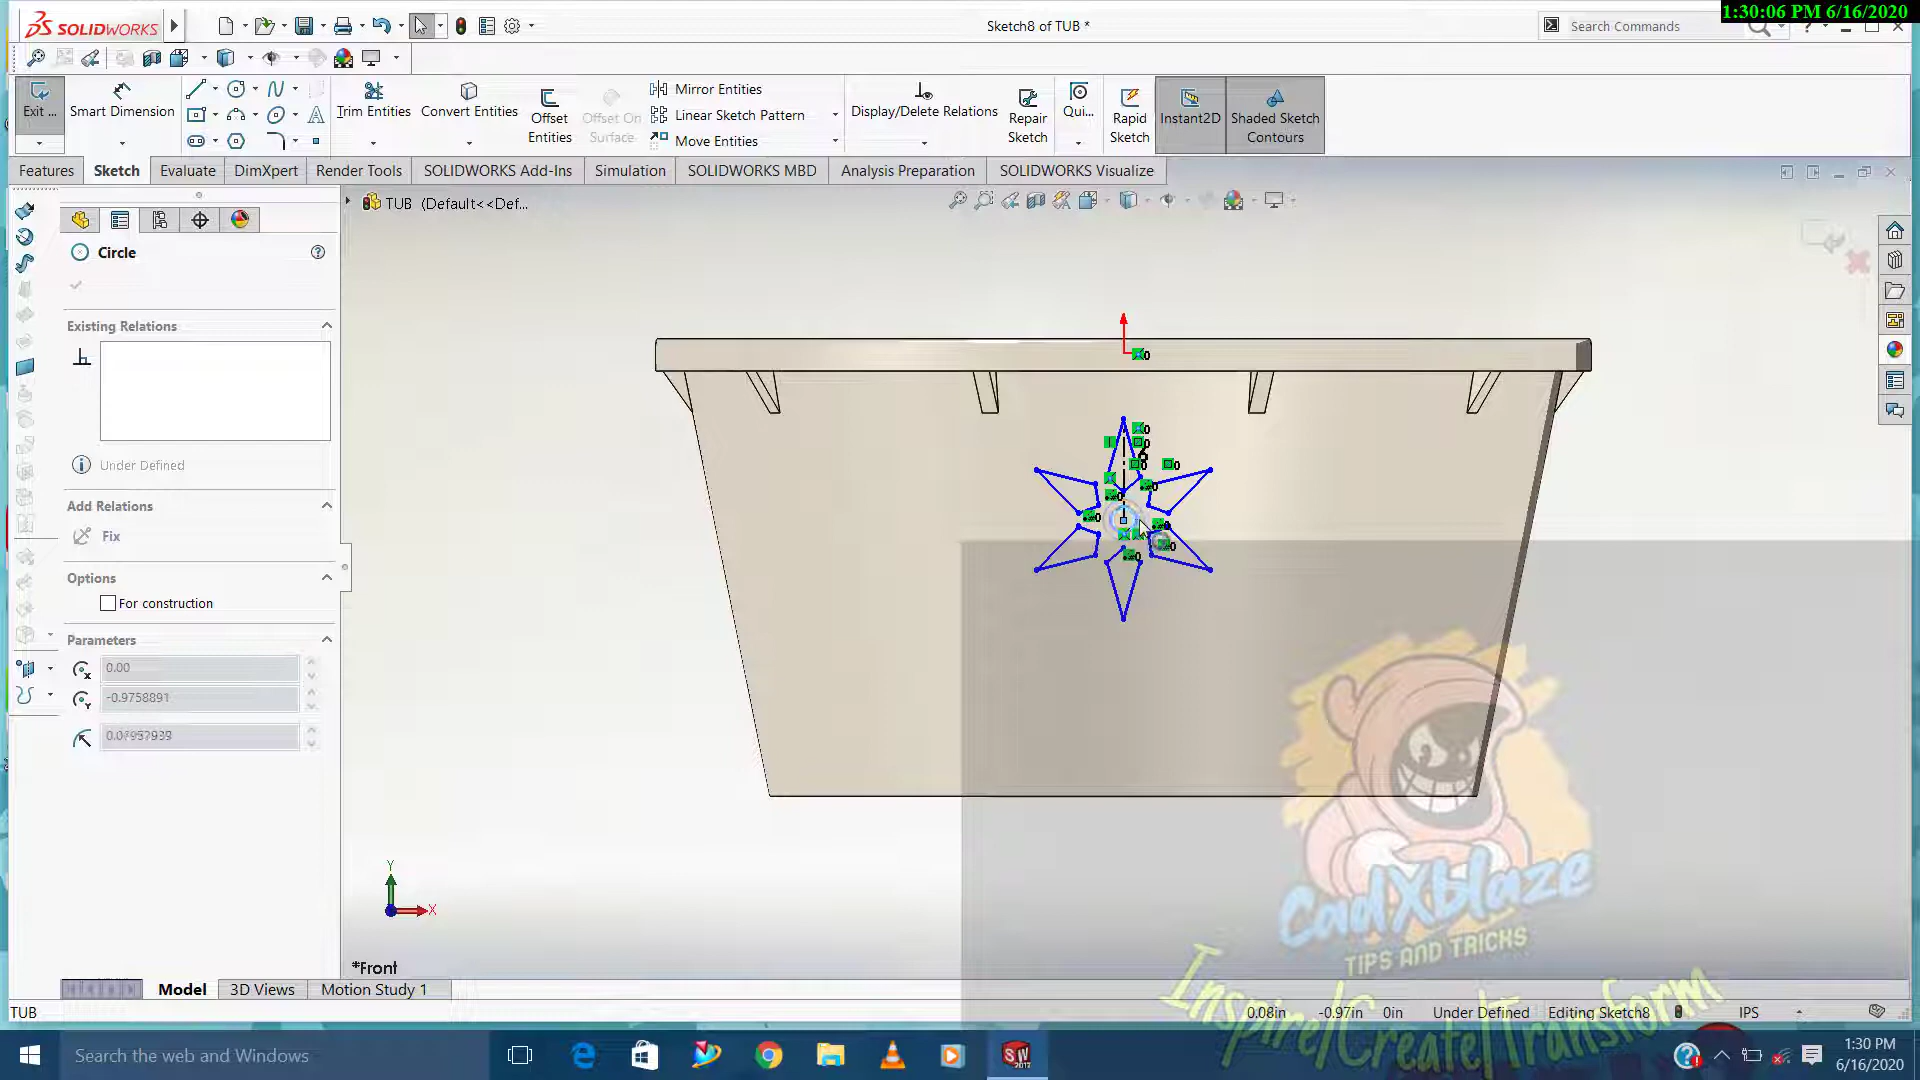 1:30:06 PM 6/16/2020
SOLIDWORKS
Sketch8 of TUB *
Search Commands
Exit ...
Smart Dimension
Trim Entities
Convert Entities
Offset Entities
Offset On Surface
Mirror Entities
Linear Sketch Pattern
Move Entities
Display/Delete Relations
Repair Sketch
Qui...
Rapid Sketch
Instant2D
Shaded Sketch Contours
Features
Sketch
Evaluate
DimXpert
Render Tools
SOLIDWORKS Add-Ins
Simulation
SOLIDWORKS MBD
Analysis Preparation
SOLIDWORKS Visualize
TUB (Default<<Def...
Circle
Existing Relations
Under Defined
Add Relations
Fix
Options
For construction
Parameters
0.00
-0.9758891
6
Y
X
*Front
CadXblaze
TIPS AND TRICKS
Inspire/Create/Transform
Model
3D Views
Motion Study 1
TUB
0.08in
-0.97in
0in
Under Defined
Editing Sketch8
IPS
Search the web and Windows
1:30 PM
6/16/2020